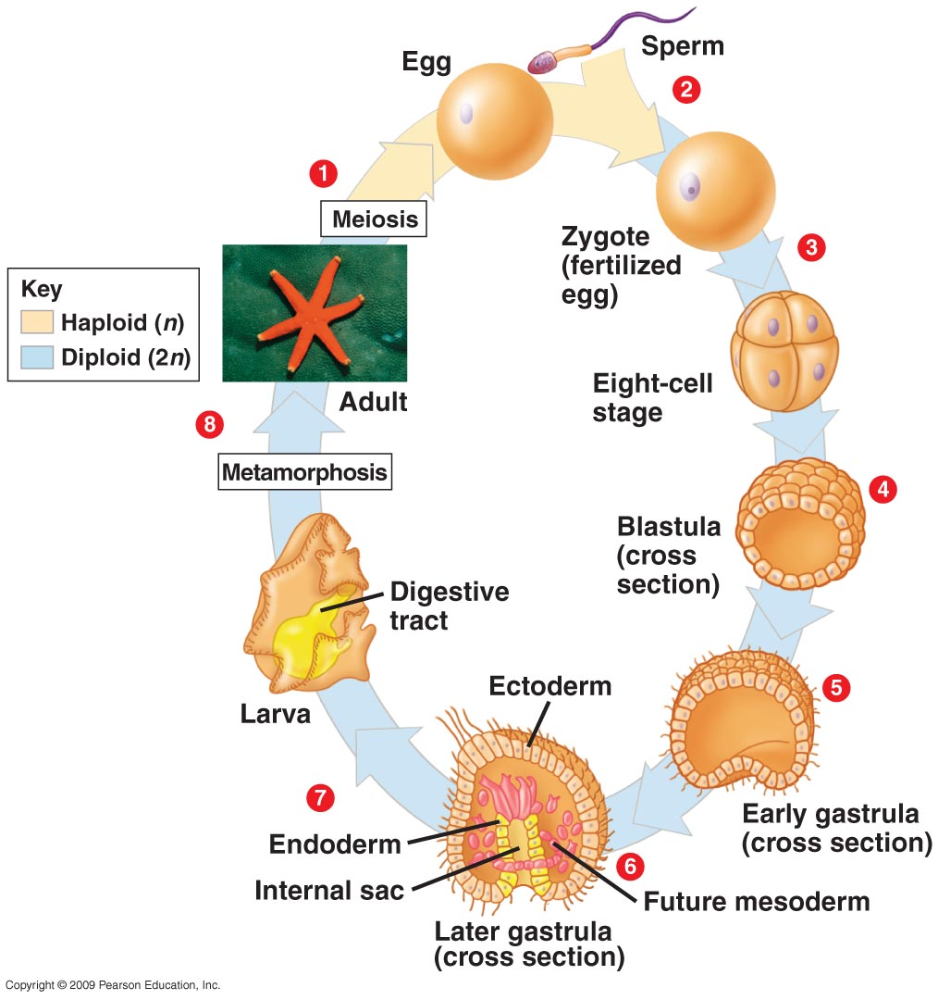 Egg
Sperm
2
1
Meiosis
Zygote
(fertilized
egg)
3
Key
Haploid (n)
Diploid (2n)
Adult
Eight-cell
stage
8
Metamorphosis
4
Blastula
(cross
section)
Digestive
tract
Larva
Ectoderm
5
7
Early gastrula
(cross section)
Endoderm
6
Internal sac
Future mesoderm
Later gastrula
(cross section)
Copyright © 2009 Pearson Education, Inc.